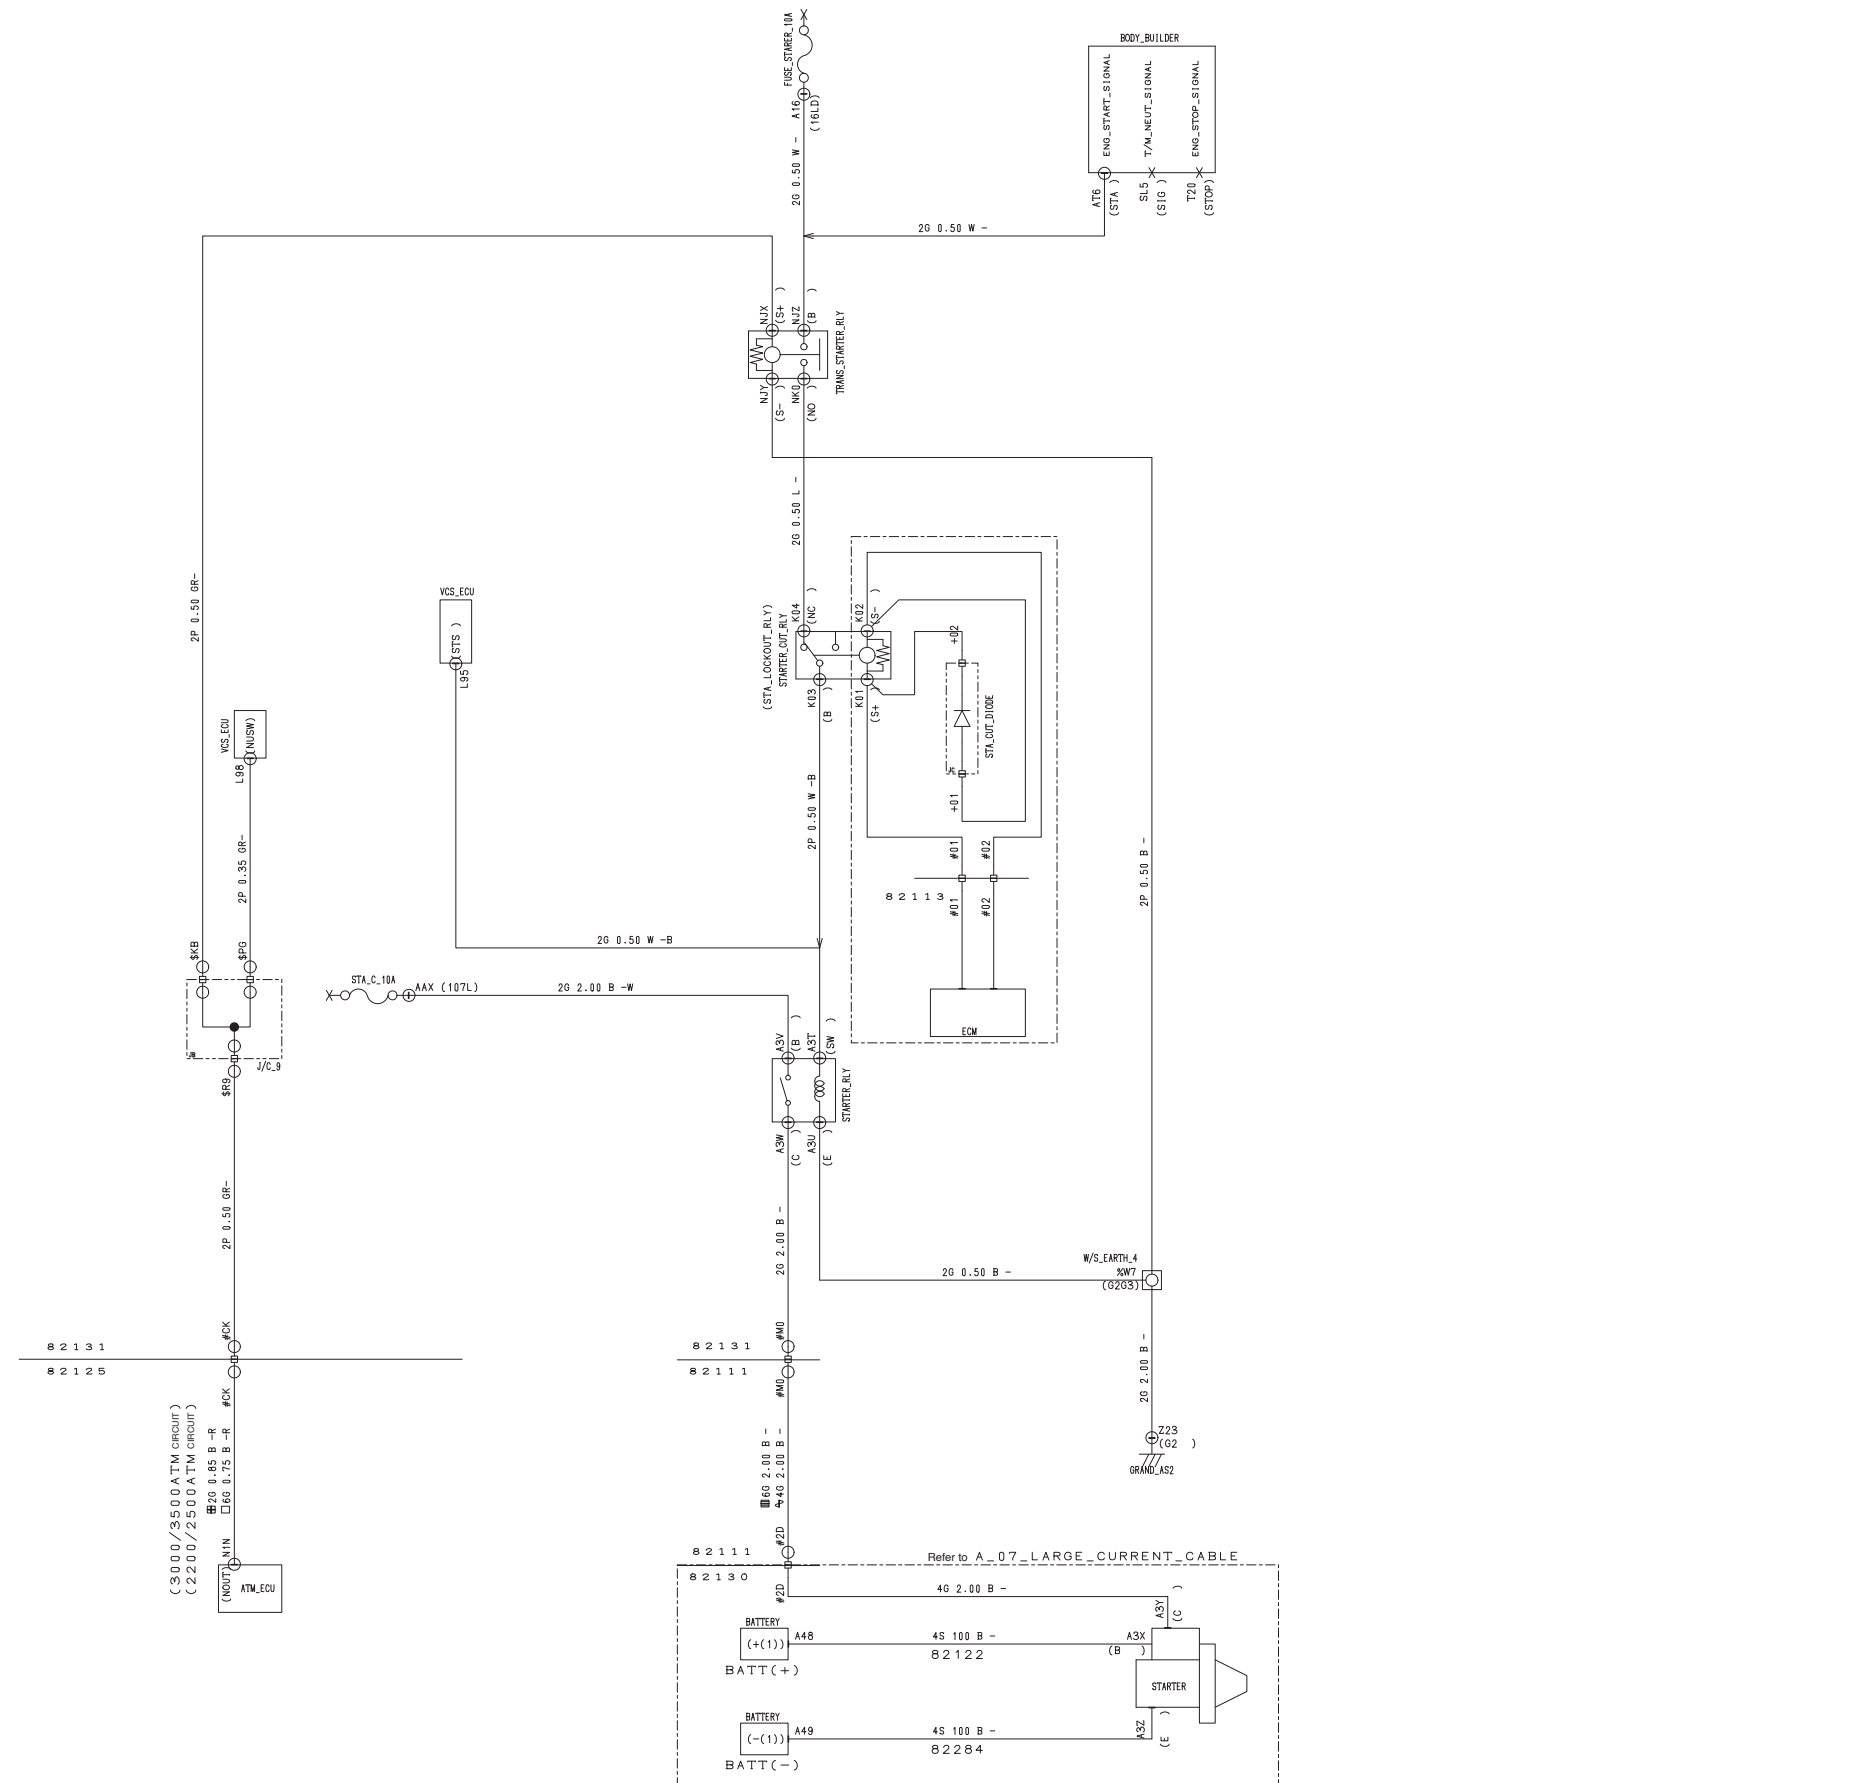 FUSE_STARER_10A
A16
(16LD)
2G 0.50 W -
BODY_BUILDER
ENG_START_SIGNAL
T/M_NEUT_SIGNAL
ENG_STOP_SIGNAL
AT6
(STA )
SL5
(SIG )
T20
(STOP)
2G 0.50 W -
NJX
(S+ )
NJZ
(B )
TRANS_STARTER_RLY
NJY
(S- )
NK0
(NO )
2G 0.50 L -
2P 0.50 GR-
VCS_ECU
(STS )
L95
(STA_LOCKOUT_RLY)
STARTER_CUT_RLY
K04
(NC )
K02
(S- )
K03
(B )
K01
(S+ )
+02
STA_CUT_DIODE
JC
+01
VCS_ECU
(NUSW)
L98
2P 0.35 GR-
2P 0.50 W -B
#01
#02
82113
#01
#02
ECM
2P 0.50 B -
$KB
$PG
2G 0.50 W -B
STA_C_10A
AAX (107L)
2G 2.00 B -W
JB
J/C_9
$R9
A3V
(B )
A3T
(SW )
STARTER_RLY
A3W
(C )
A3U
(E )
2P 0.50 GR-
2G 2.00 B -
W/S_EARTH_4
%W7
(G2G3)
2G 0.50 B -
82131
#CK
82125
#CK
82131
#M0
82111
#M0
2G 2.00 B -
Z23
(G2 )
GRAND_AS2
(3000/3500ATM CIRCUIT)
(2200/2500ATM CIRCUIT)
2G 0.85 B -R
6G 0.75 B -R
N1N
(NOUT)
ATM_ECU
6G 2.00 B -
4G 2.00 B -
#2D
82111
82130
#2D
Refer to A_07_LARGE_CURRENT_CABLE
4G 2.00 B -
A3Y
(C )
BATTERY
(+(1))
A48
BATT(+)
4S 100 B -
82122
A3X
(B )
STARTER
BATTERY
(-(1))
A49
BATT(-)
4S 100 B -
82284
A3Z
(E )